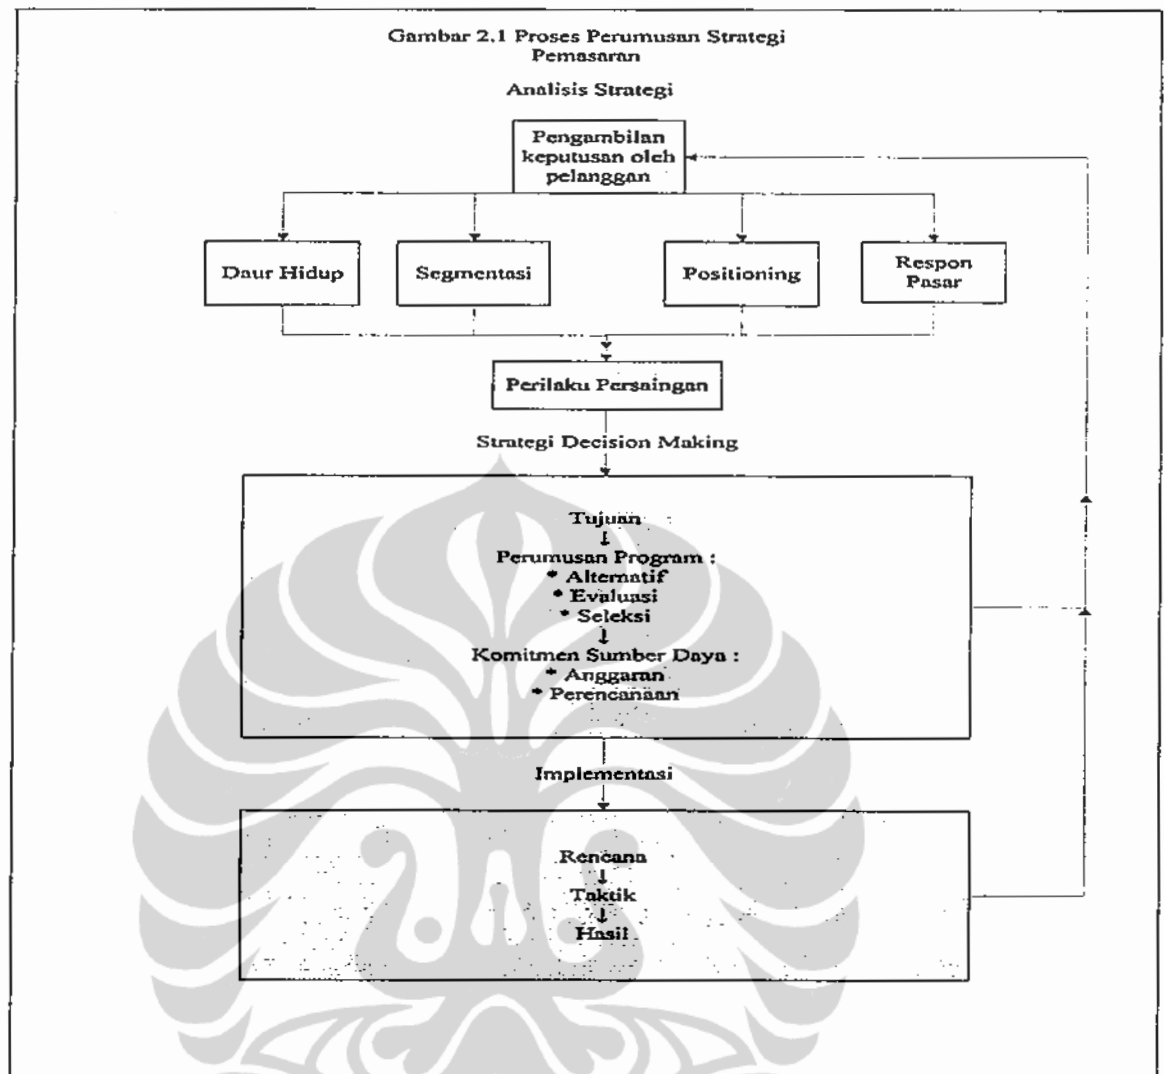 Gambar 2.1 Proses Perumusan Strategi
Pemasaran
Analisis Strategi
Pengambilan
keputusan oleh
pelanggan
Daur Hidup
Segmentasi
Positioning
Respon
Pasar
Perilaku Persaingan
Strategi Decision Making
Tujuan
↓
Perumusan Program :
* Alternatif
* Evaluasi
* Seleksi
↓
Komitmen Sumber Daya :
* Anggaran
* Perencanaan
Implementasi
Rencana
↓
Taktik
↓
Hasil